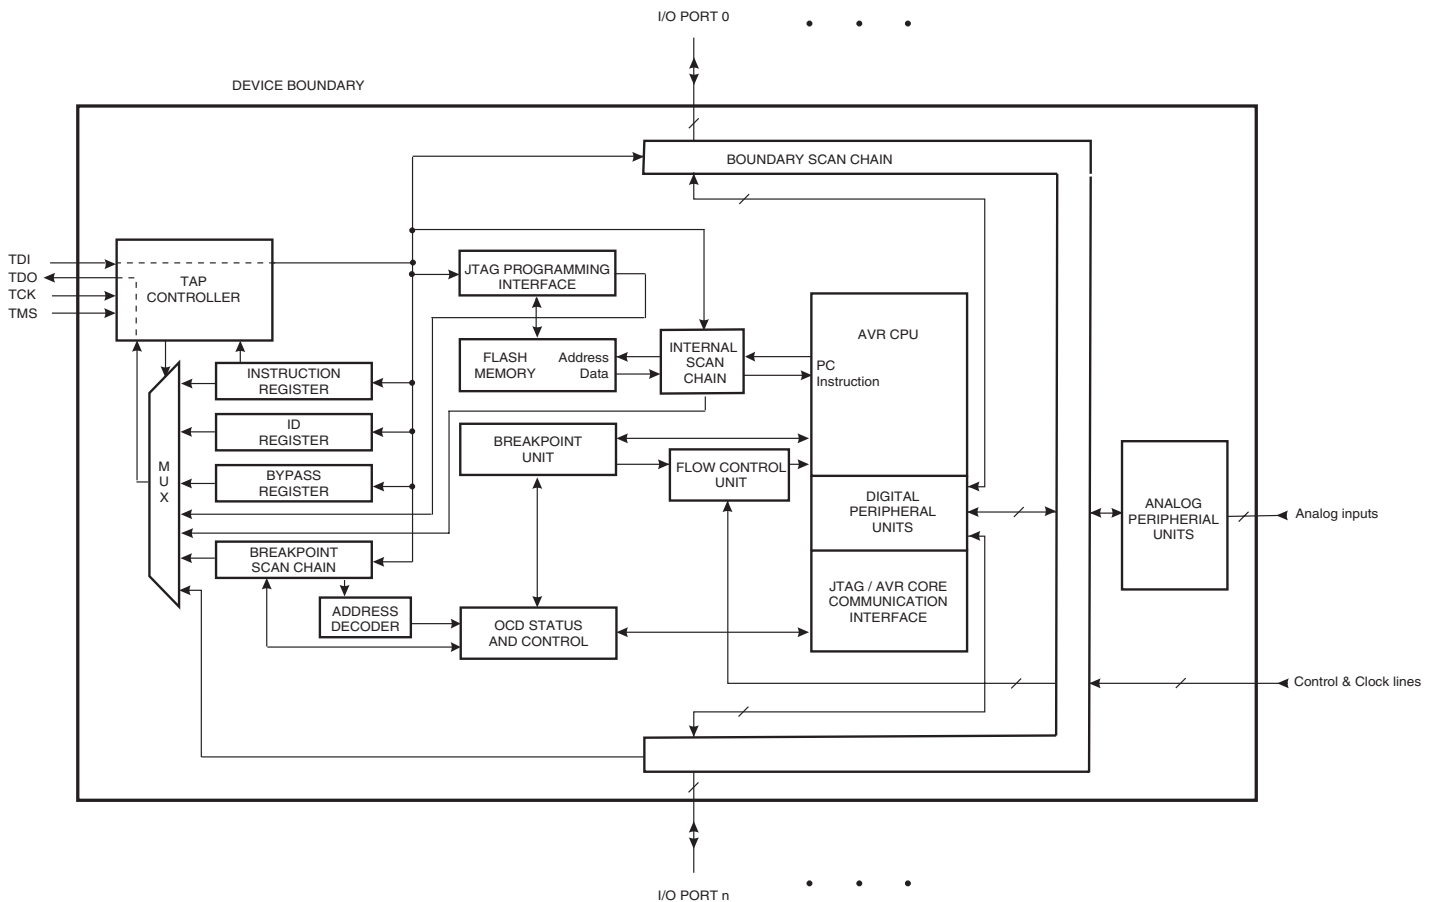 I/O PORT 0
DEVICE BOUNDARY
BOUNDARY SCAN CHAIN
TDI
TDO
TCK
TMS
TAP
CONTROLLER
JTAG PROGRAMMING
INTERFACE
AVR CPU
FLASH
MEMORY
Address
Data
INTERNAL
SCAN
CHAIN
PC
Instruction
INSTRUCTION
REGISTER
ID
REGISTER
BREAKPOINT
UNIT
FLOW CONTROL
UNIT
M
U
X
BYPASS
REGISTER
DIGITAL
PERIPHERAL
UNITS
ANALOG
PERIPHERIAL
UNITS
Analog inputs
BREAKPOINT
SCAN CHAIN
ADDRESS
DECODER
OCD STATUS
AND CONTROL
JTAG / AVR CORE
COMMUNICATION
INTERFACE
Control & Clock lines
I/O PORT n